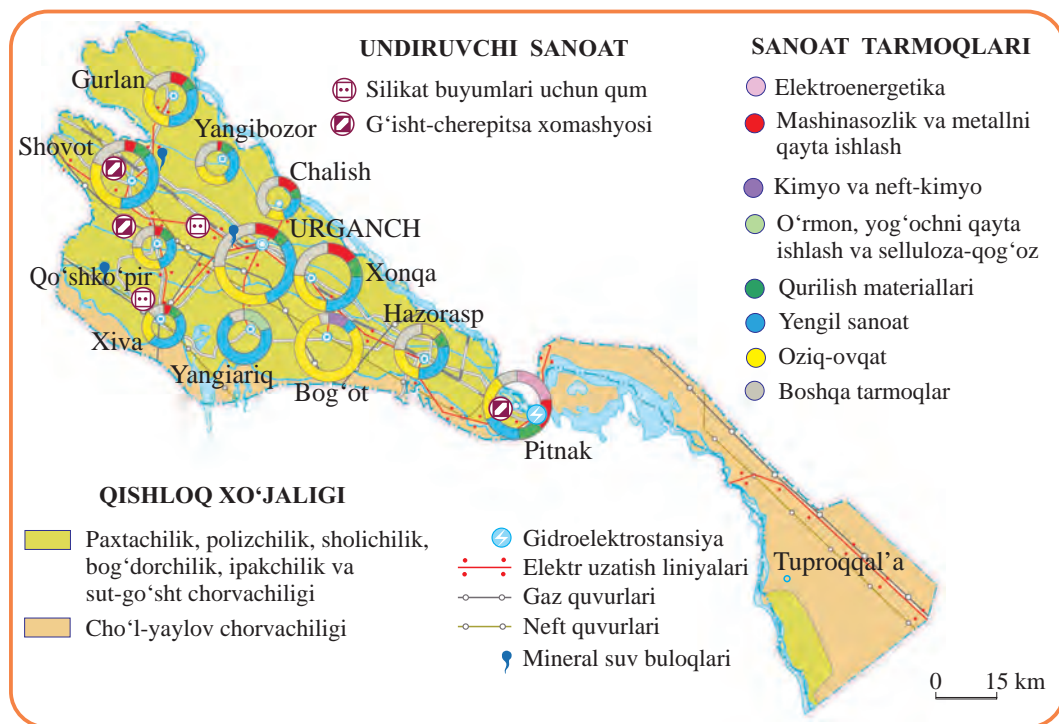 UNDIRUVCHI SANOAT
Silikat buyumlari uchun qum
G‘isht-cherepitsa xomashyosi
SANOAT TARMOQLARI
Elektroenergetika
Mashinasozlik va metallni
qayta ishlash
Kimyo va neft-kimyo
O‘rmon, yog‘ochni qayta
ishlash va selluloza-qog‘oz
Qurilish materiallari
Yengil sanoat
Oziq-ovqat
Boshqa tarmoqlar
Gurlan
Yangibozor
Shovot
Chalish
URGANCH
Xonqa
Qo‘shko‘pir
Hazorasp
Xiva
Yangiariq
Bog‘ot
Pitnak
Tuproqqal’a
QISHLOQ XO‘JALIGI
Paxtachilik, polizchilik, sholichilik,
bog‘dorchilik, ipakchilik va
sut-go‘sht chorvachiligi
Cho‘l-yaylov chorvachiligi
Gidroelektrostansiya
Elektr uzatish liniyalari
Gaz quvurlari
Neft quvurlari
Mineral suv buloqlari
0 15 km